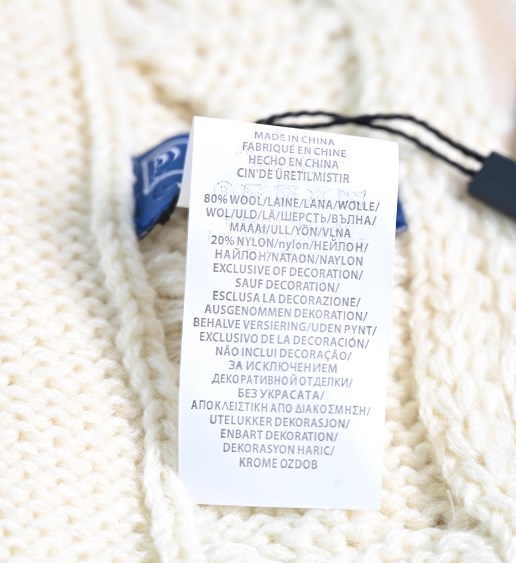 MADE IN CHINA
FABRIQUÉ EN CHINE
HECHO EN CHINA
CIN'DE ÜRETILMISTIR
80% WOOL/LAINE/LANA/WOLLE/
WOL/ULD/LÃ/ШЕРСТЬ/ВЪЛНА/
MAAAI/ULL/YÖN/VLNA
20% NYLON/nylon/НЕЙЛОН/
НАЙЛОН/NATAON/NAYLON
EXCLUSIVE OF DECORATION/
SAUF DECORATION/
ESCLUSA LA DECORAZIONE/
AUSGENOMMEN DEKORATION/
BEHALVE VERSIERING/UDEN PYNT/
EXCLUSIVO DE LA DECORACIÓN/
NÃO INCLUI DECORAÇÃO/
ЗА ИСКЛЮЧЕНИЕМ
ДЕКОРАТИВНОЙ ОТДЕЛКИ/
БЕЗ УКРАСАТА/
ΑΠΟΚΛΕΙΣΤΙΚΗ ΑΠΟ ΔΙΑΚΟΣΜΗΣΗ/
UTELUKKER DEKORASJON/
ENBART DEKORATION/
DEKORASYON HARIC/
KROME OZDOB